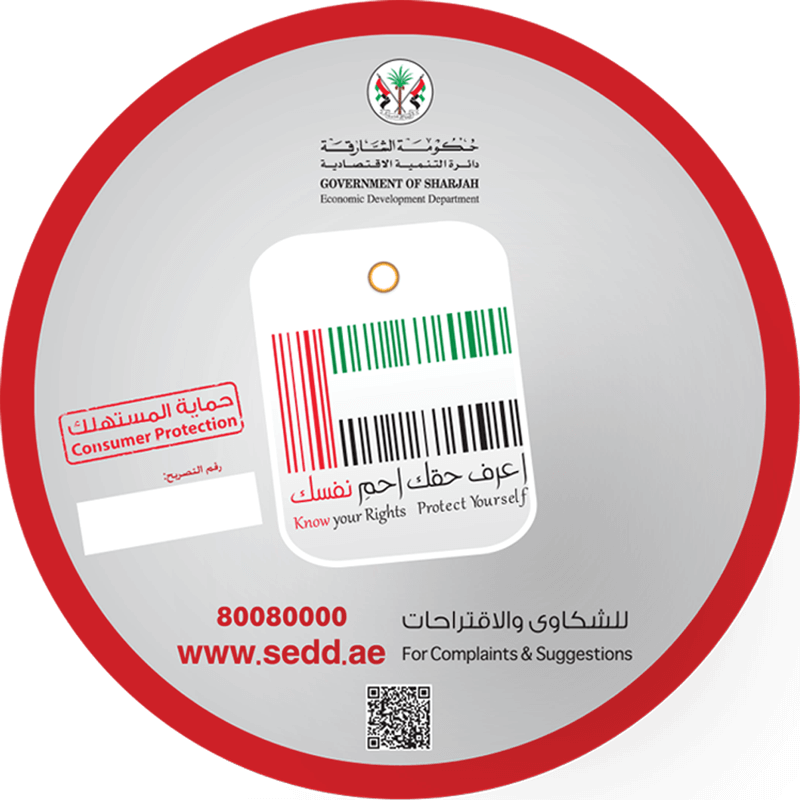 حكومة الشارقة
دائرة التنمية الاقتصادية
GOVERNMENT OF SHARJAH
Economic Development Department
حماية المستهلك
Consumer Protection
رقم التصريح:
اعرف حقك احمِ نفسك
Know your Rights Protect Yourself
80080000 للشكاوى والاقتراحات
www.sedd.ae For Complaints & Suggestions